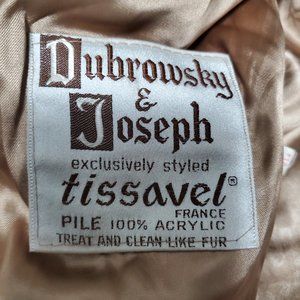 Dubrowsky
&
Joseph
exclusively styled
tissavel®
FRANCE
PILE 100% ACRYLIC
TREAT AND CLEAN LIKE FUR